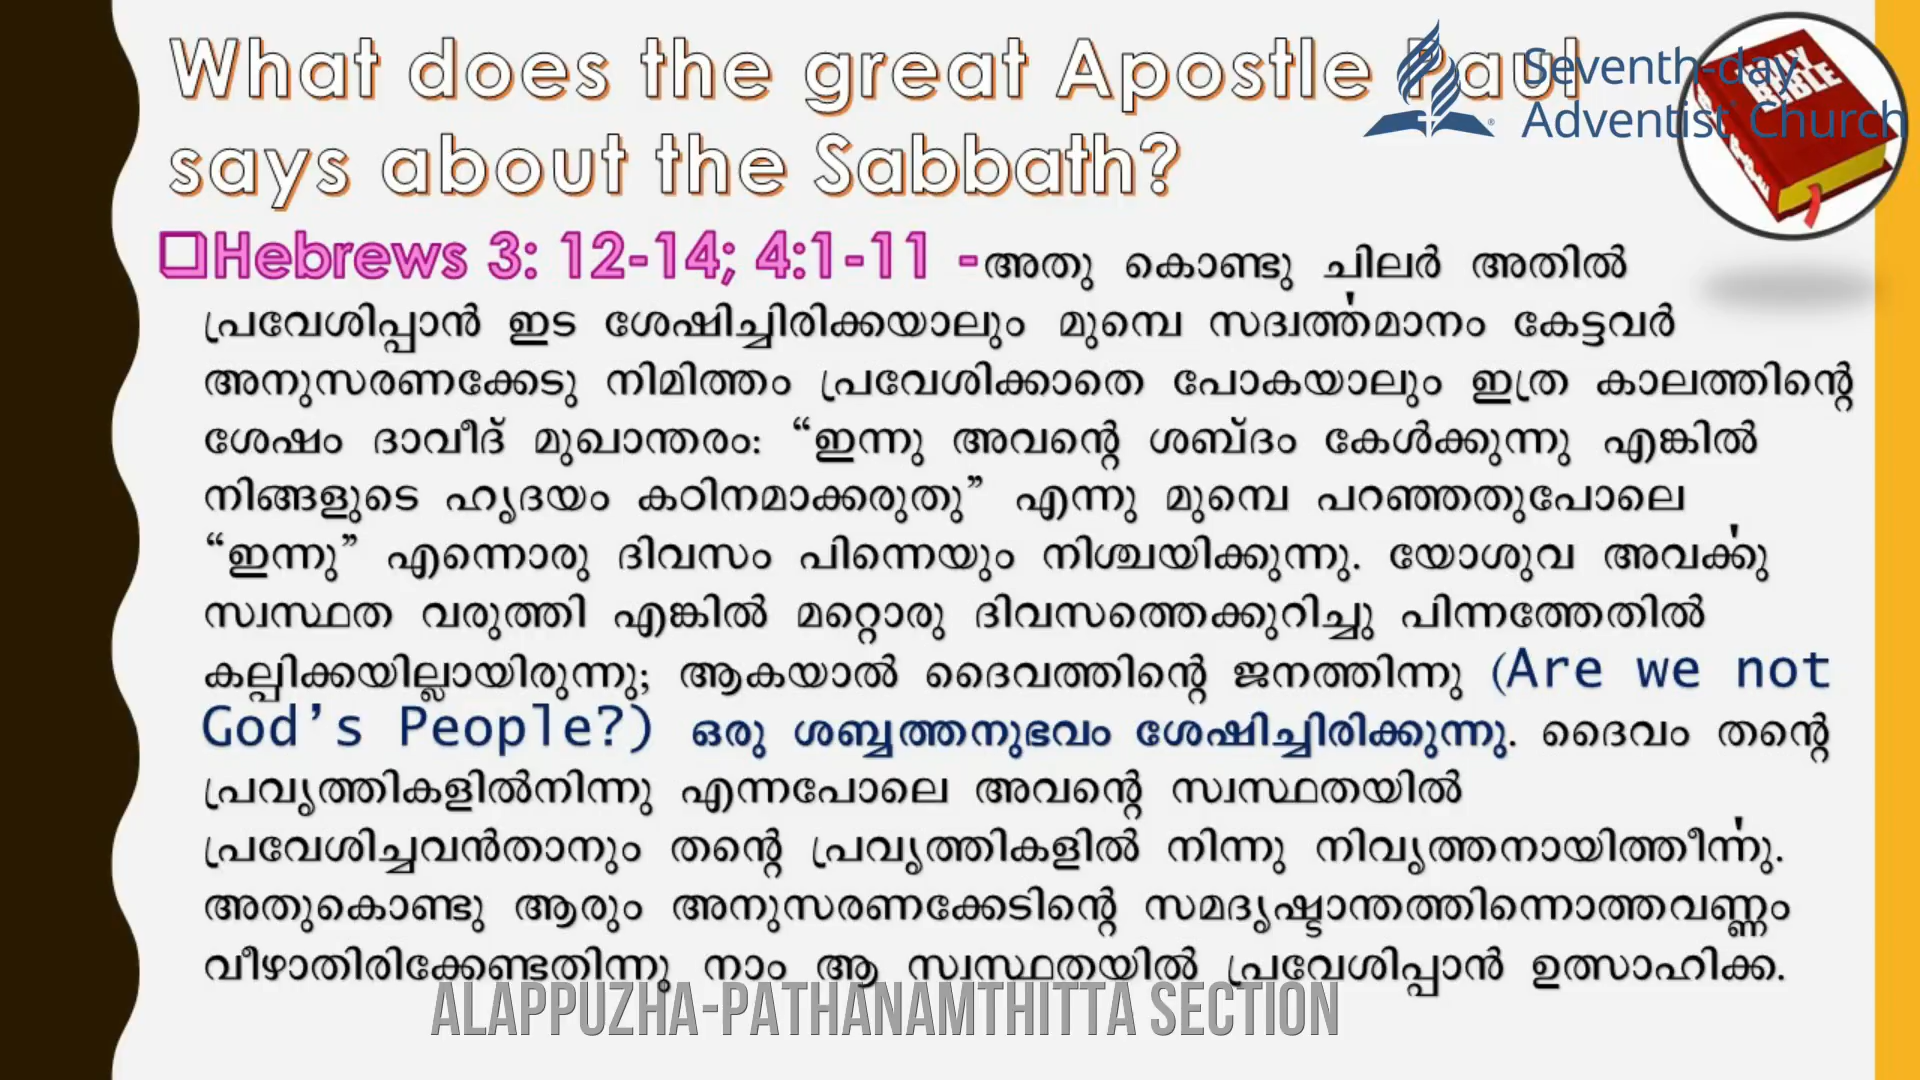 What does the great Apostle Paul
says about the Sabbath?
Seventh-day
Adventist Church
HOLY
BIBLE
Hebrews 3: 12-14; 4:1-11 -അതു കൊണ്ടു ചിലർ അതിൽ
പ്രവേശിപ്പാൻ ഇട ശേഷിച്ചിരിക്കയാലും മുമ്പെ സദ്വൎത്തമാനം കേട്ടവർ
അനുസരണക്കേടു നിമിത്തം പ്രവേശിക്കാതെ പോകയാലും ഇത്ര കാലത്തിന്റെ
ശേഷം ദാവീദ് മുഖാന്തരം: “ഇന്നു അവന്റെ ശബ്ദം കേൾക്കുന്നു എങ്കിൽ
നിങ്ങളുടെ ഹൃദയം കഠിനമാക്കരുതു” എന്നു മുമ്പെ പറഞ്ഞതുപോലെ
“ഇന്നു” എന്നൊരു ദിവസം പിന്നെയും നിശ്ചയിക്കുന്നു. യോശുവ അവൎക്കു
സ്വസ്ഥത വരുത്തി എങ്കിൽ മറ്റൊരു ദിവസത്തെക്കുറിച്ചു പിന്നത്തേതിൽ
കല്പിക്കയില്ലായിരുന്നു; ആകയാൽ ദൈവത്തിന്റെ ജനത്തിന്നു (Are we not
God’s People?) ഒരു ശബ്ബത്തനുഭവം ശേഷിച്ചിരിക്കുന്നു. ദൈവം തന്റെ
പ്രവൃത്തികളിൽനിന്നു എന്നപോലെ അവന്റെ സ്വസ്ഥതയിൽ
പ്രവേശിച്ചവൻതാനും തന്റെ പ്രവൃത്തികളിൽ നിന്നു നിവൃത്തനായിത്തീൎന്നു.
അതുകൊണ്ടു ആരും അനുസരണക്കേടിന്റെ സമദൃഷ്ടാന്തത്തിന്നൊത്തവണ്ണം
വീഴാതിരിക്കേണ്ടതിന്നു നാം ആ സ്വസ്ഥതയിൽ പ്രവേശിപ്പാൻ ഉത്സാഹിക്ക.
ALAPPUZHA-PATHANAMTHITTA SECTION